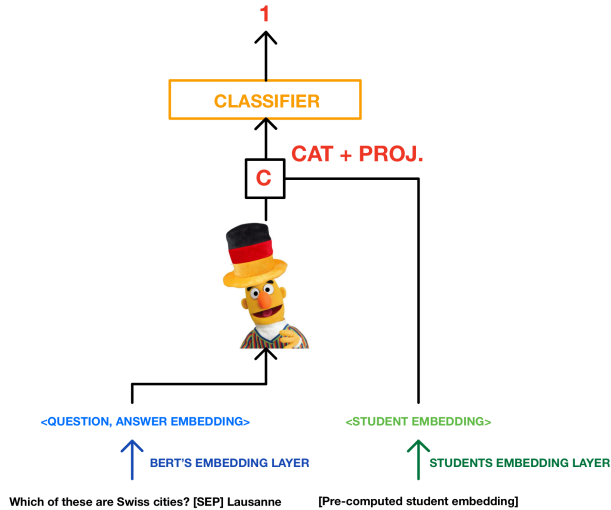 1
CLASSIFIER
CAT + PROJ.
C
<QUESTION, ANSWER EMBEDDING>
<STUDENT EMBEDDING>
BERT'S EMBEDDING LAYER
STUDENTS EMBEDDING LAYER
Which of these are Swiss cities? [SEP] Lausanne
[Pre-computed student embedding]